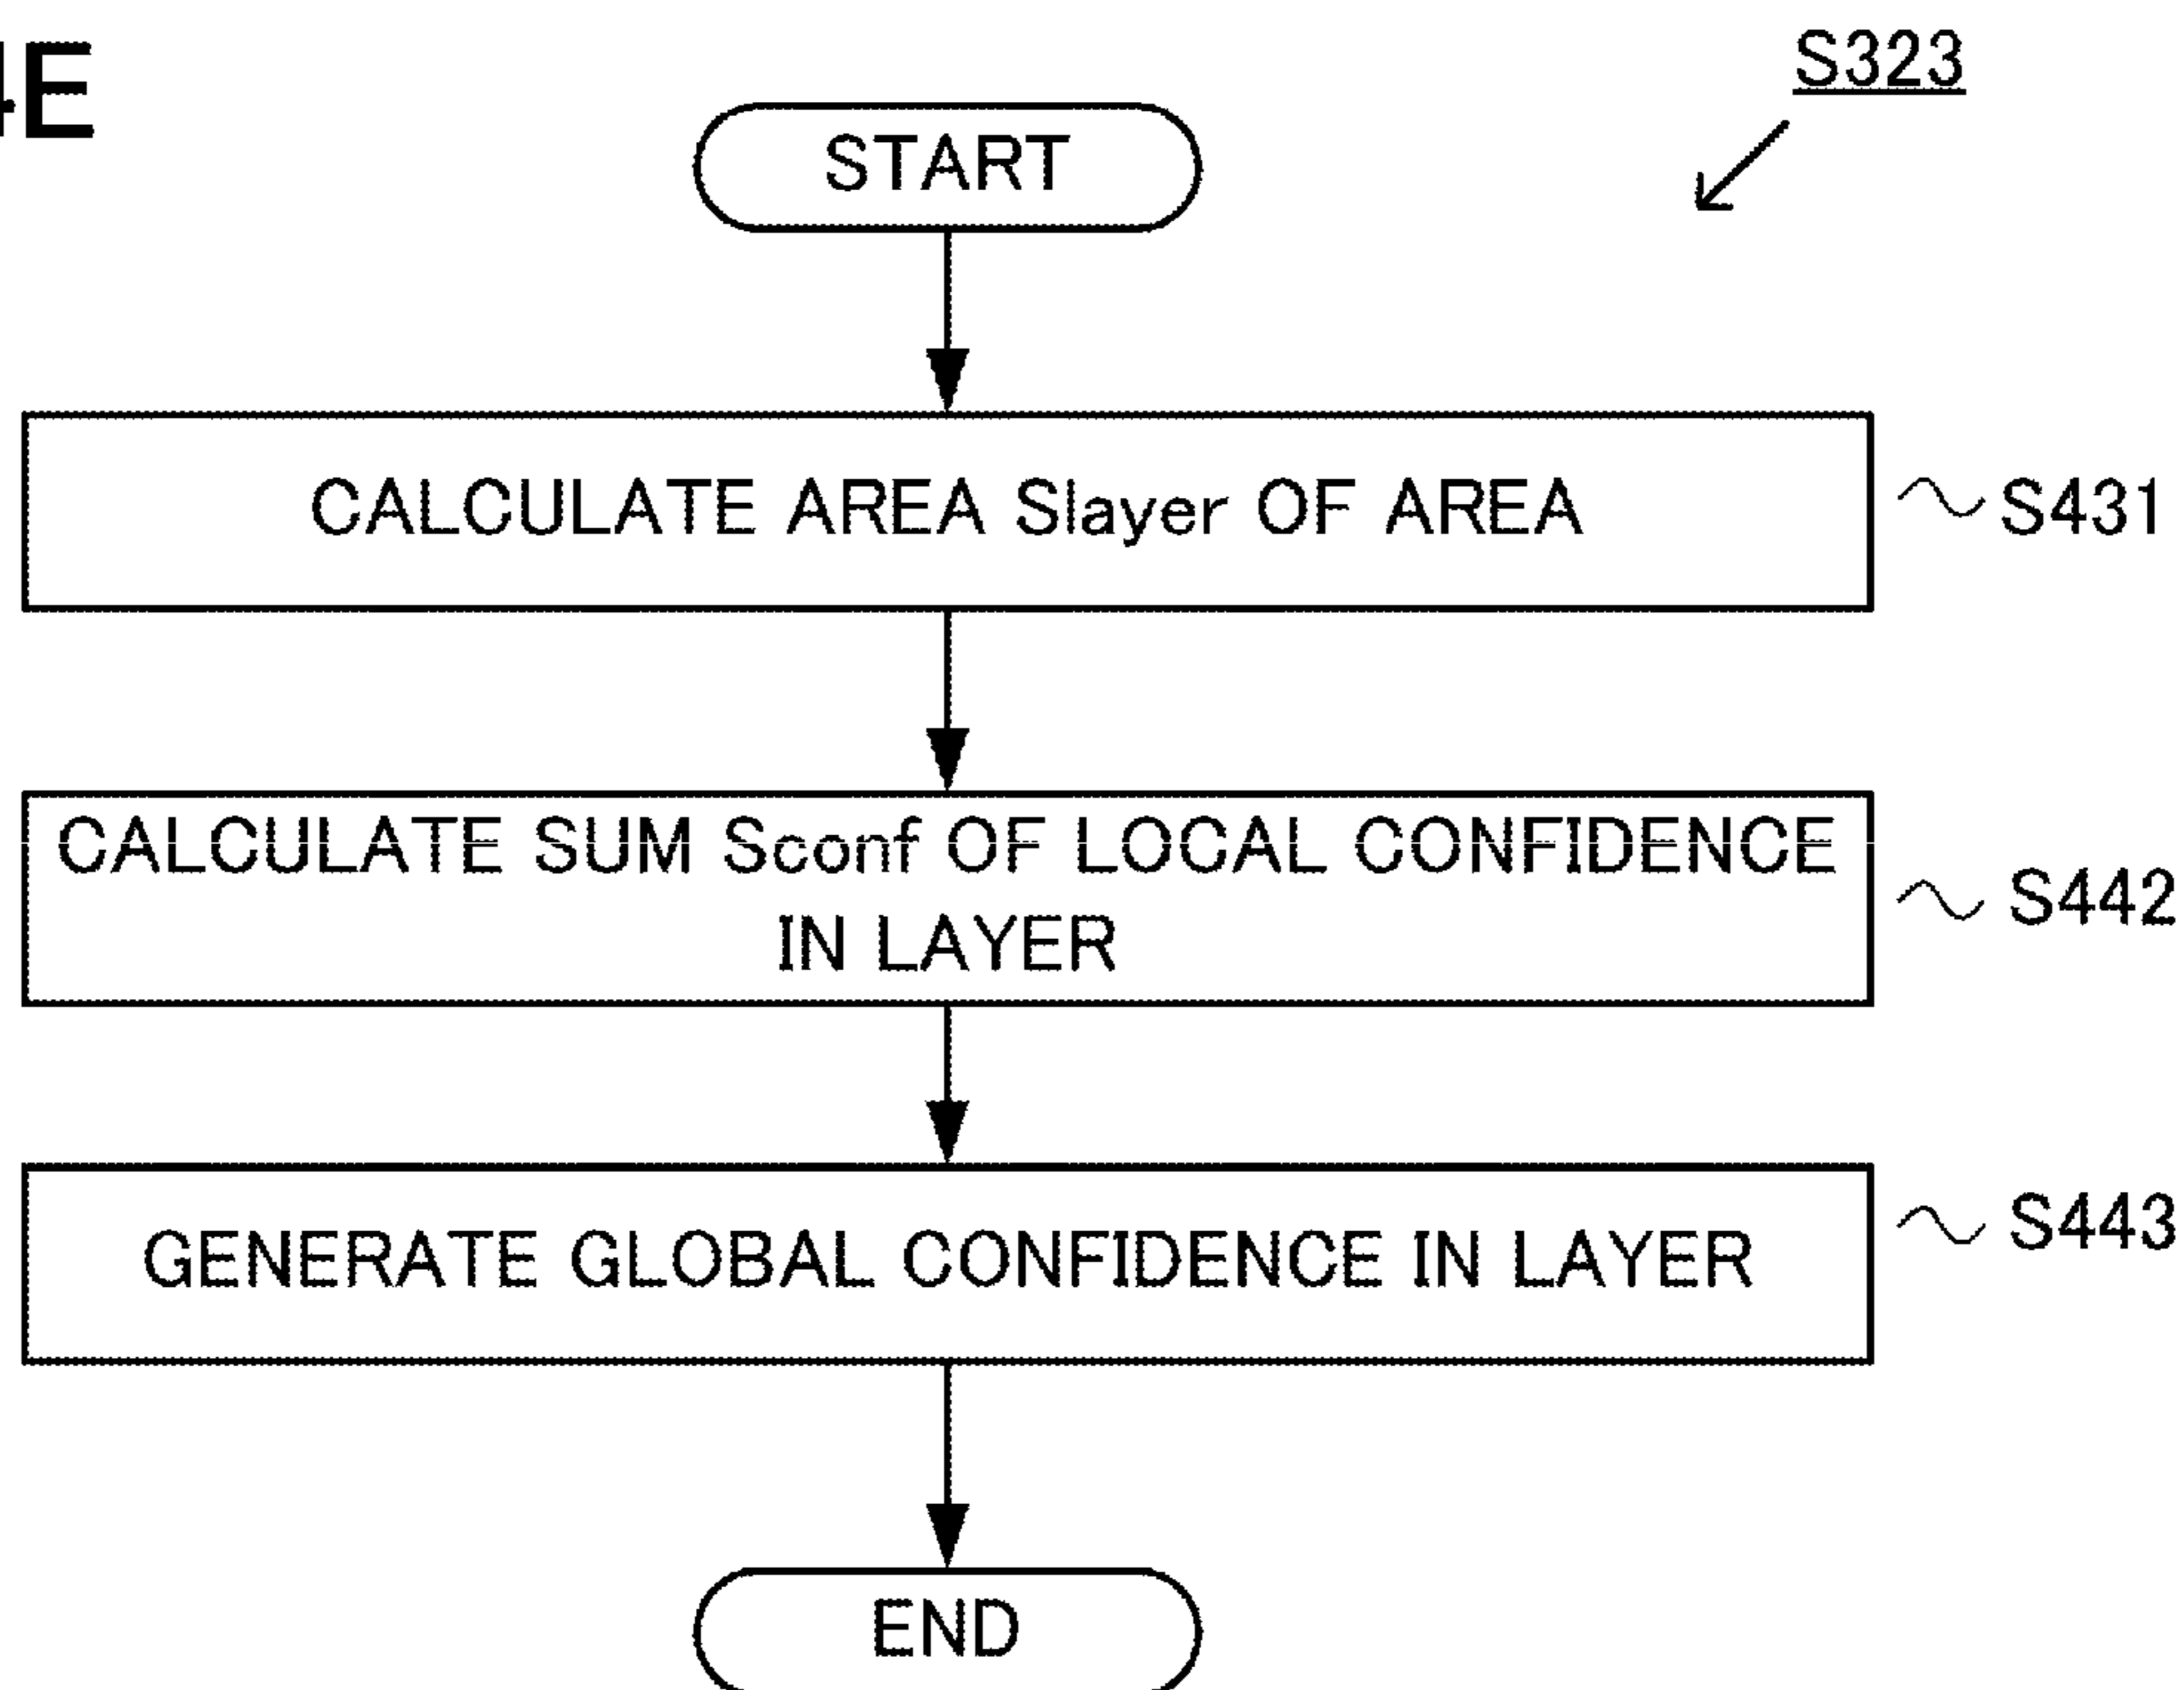 4E
S323
START
CALCULATE AREA Slayer OF AREA
S431
CALCULATE SUM Sconf OF LOCAL CONFIDENCE
IN LAYER
S442
GENERATE GLOBAL CONFIDENCE IN LAYER
S443
END